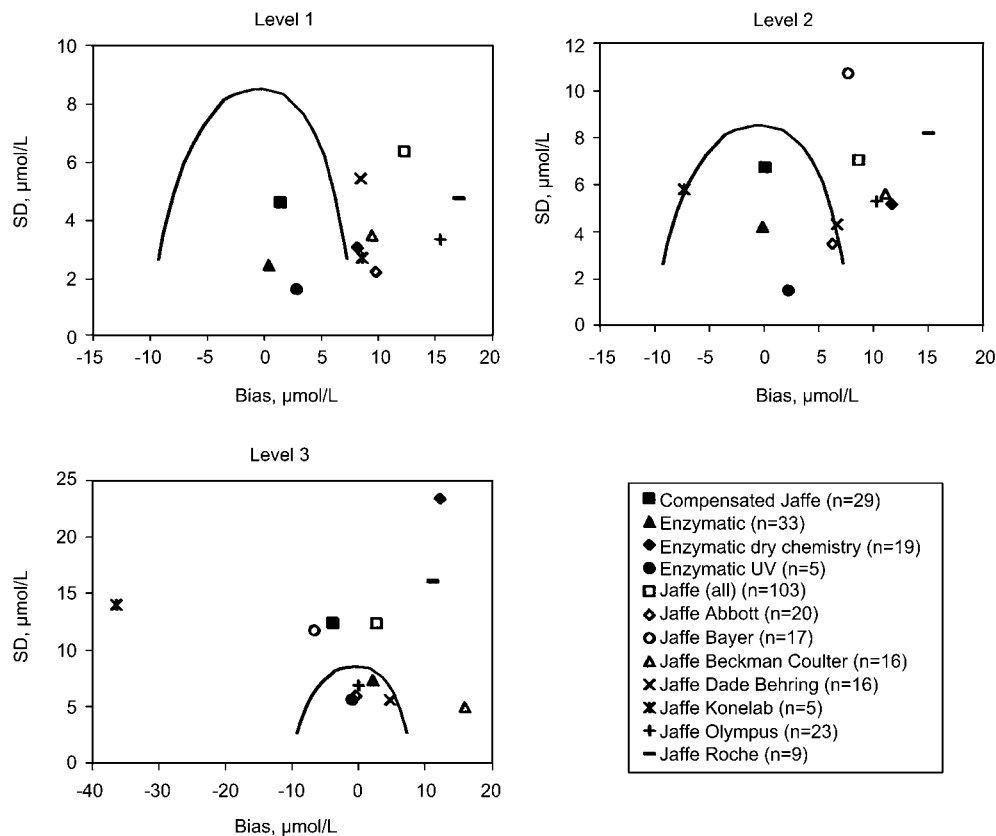 Level 1
10
8
6
4
2
0
SD, µmol/L
-15 -10 -5 0 5 10 15 20
Bias, µmol/L
Level 2
12
10
8
6
4
2
0
SD, µmol/L
-15 -10 -5 0 5 10 15 20
Bias, µmol/L
Level 3
25
20
15
10
5
0
SD, µmol/L
-40 -30 -20 -10 0 10 20
Bias, µmol/L
Compensated Jaffe (n=29)
Enzymatic (n=33)
Enzymatic dry chemistry (n=19)
Enzymatic UV (n=5)
Jaffe (all) (n=103)
Jaffe Abbott (n=20)
Jaffe Bayer (n=17)
Jaffe Beckman Coulter (n=16)
Jaffe Dade Behring (n=16)
Jaffe Konelab (n=5)
Jaffe Olympus (n=23)
Jaffe Roche (n=9)